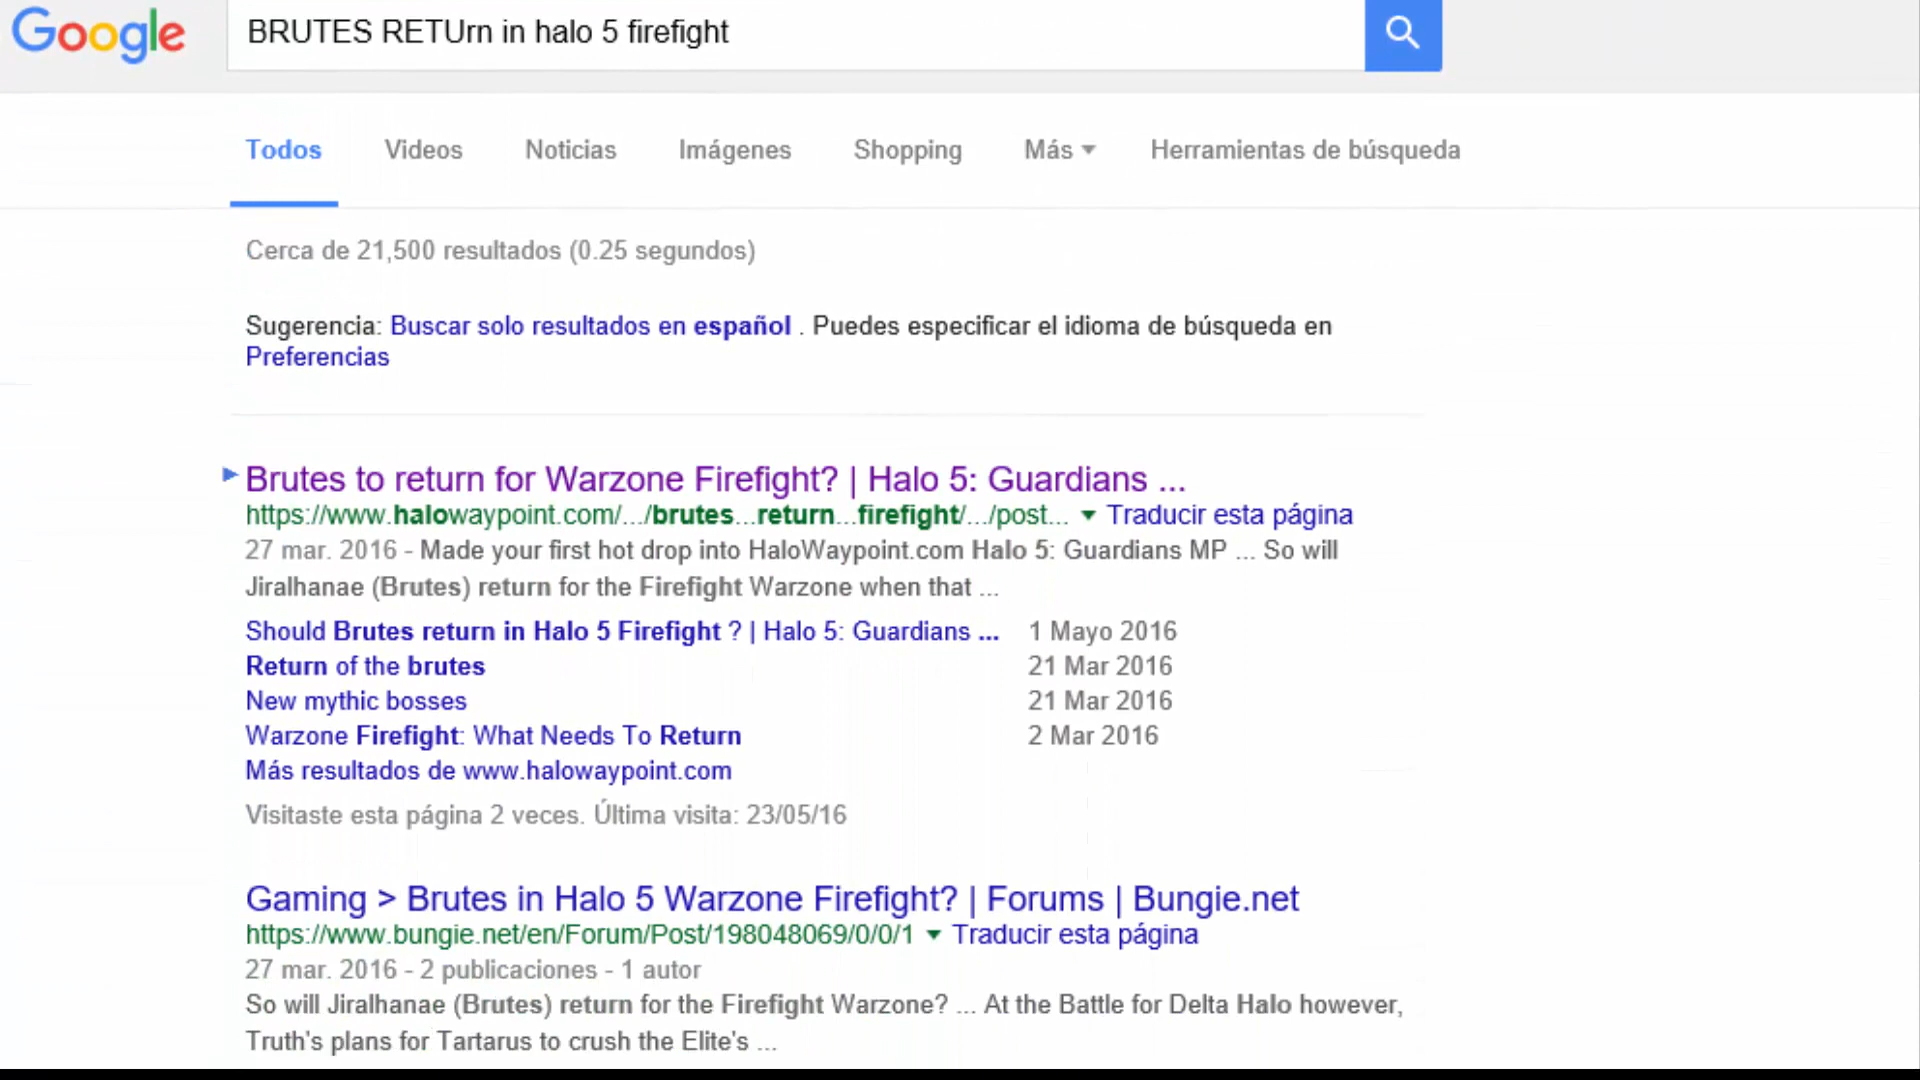 Google
BRUTES RETUrn in halo 5 firefight
Todos Videos Noticias Imágenes Shopping Más Herramientas de búsqueda
Cerca de 21,500 resultados (0.25 segundos)
Sugerencia: Buscar solo resultados en español . Puedes especificar el idioma de búsqueda en
Preferencias
Brutes to return for Warzone Firefight? | Halo 5: Guardians ...
https://www.halowaypoint.com/.../brutes...return...firefight/.../post... Traducir esta página
27 mar. 2016 - Made your first hot drop into HaloWaypoint.com Halo 5: Guardians MP ... So will
Jiralhanae (Brutes) return for the Firefight Warzone when that ...
Should Brutes return in Halo 5 Firefight ? | Halo 5: Guardians ... 1 Mayo 2016
Return of the brutes 21 Mar 2016
New mythic bosses 21 Mar 2016
Warzone Firefight: What Needs To Return 2 Mar 2016
Más resultados de www.halowaypoint.com
Visitaste esta página 2 veces. Última visita: 23/05/16
Gaming > Brutes in Halo 5 Warzone Firefight? | Forums | Bungie.net
https://www.bungie.net/en/Forum/Post/198048069/0/0/1 Traducir esta página
27 mar. 2016 - 2 publicaciones - 1 autor
So will Jiralhanae (Brutes) return for the Firefight Warzone? ... At the Battle for Delta Halo however,
Truth's plans for Tartarus to crush the Elite's ...